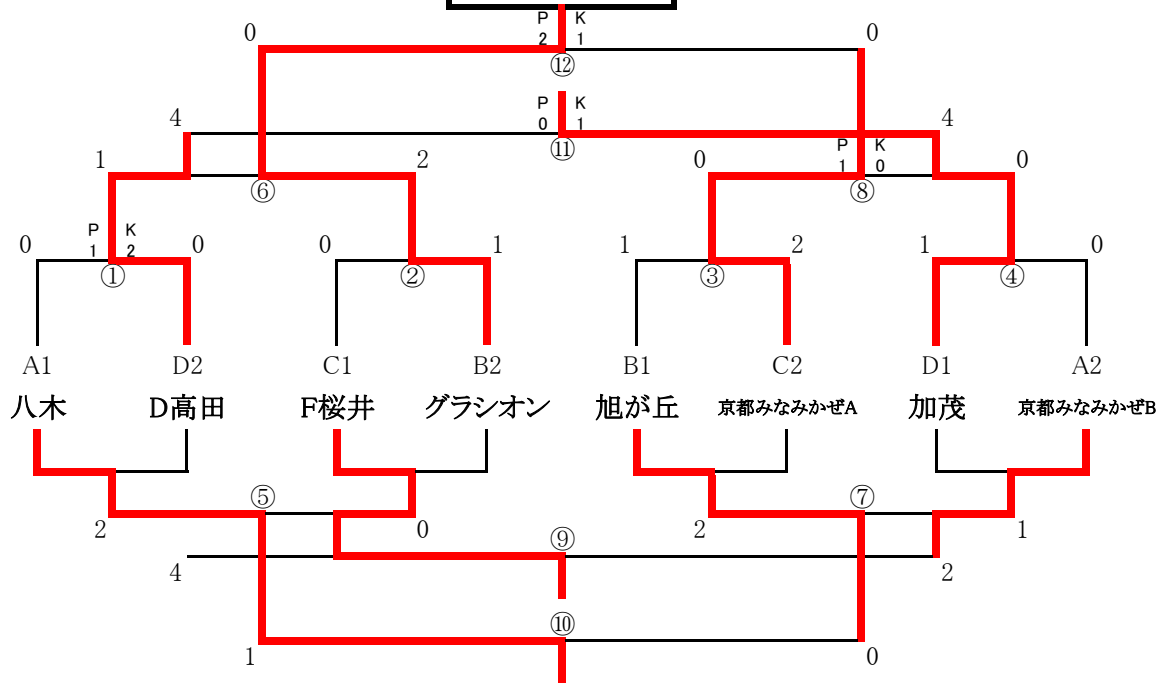 P K
0 2 1 0
⑫
P K
4 0 1 4
⑪
P K
1 2 0 1 0 0
⑥ ⑧
P K
0 1 2 0 0 1 1 2 1 0
① ② ③ ④
A1 D2 C1 B2 B1 C2 D1 A2
八木 D高田 F桜井 グラシオン 旭が丘 京都みなみかぜA 加茂 京都みなみかぜB
⑤ ⑦
2 0 ⑨ 2 1
4 2
⑩
1 0